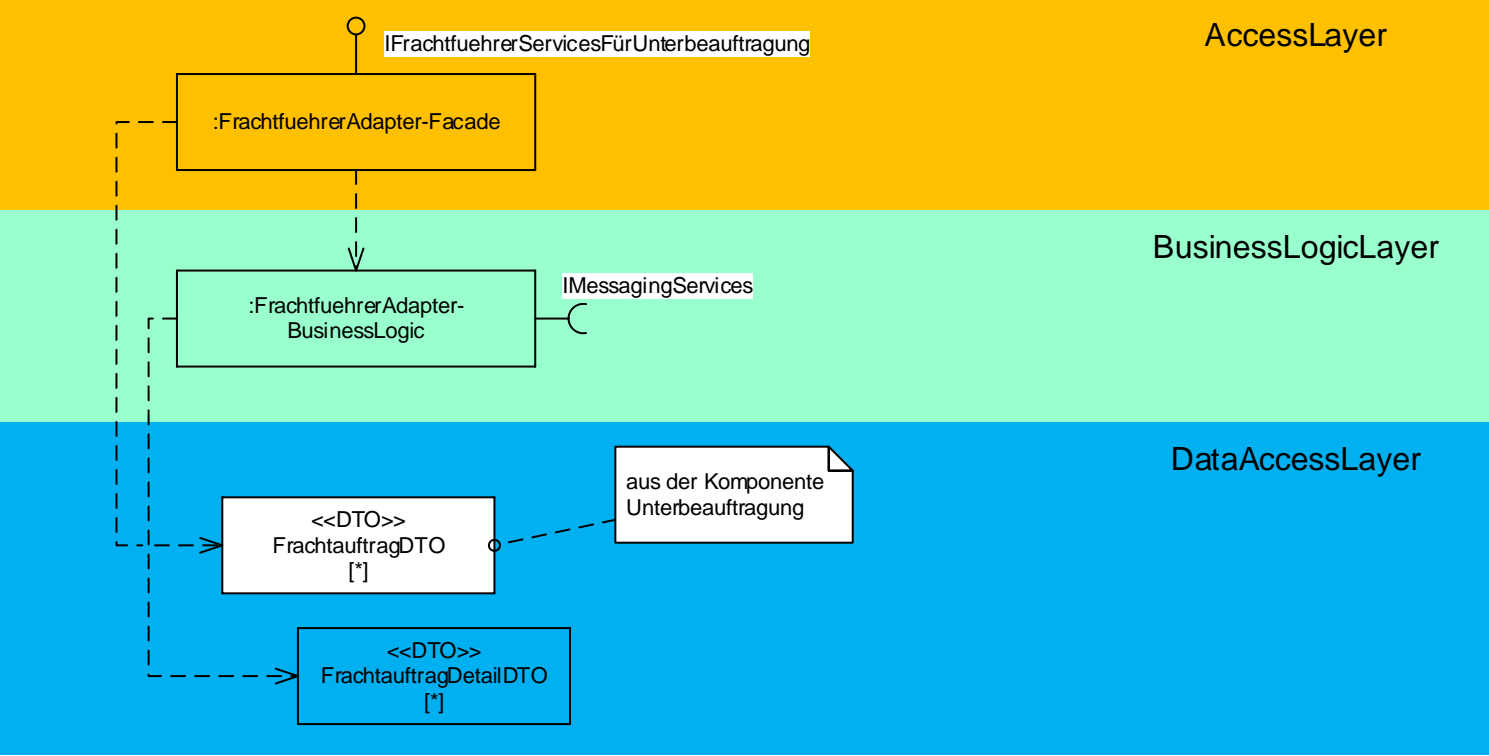 AccessLayer
IFrachtfuehrerServicesFürUnterbeauftragung
:FrachtfuehrerAdapter-Facade
BusinessLogicLayer
IMessagingServices
:FrachtfuehrerAdapter-
BusinessLogic
DataAccessLayer
aus der Komponente
Unterbeauftragung
<<DTO>>
FrachtauftragDTO
[*]
<<DTO>>
FrachtauftragDetailDTO
[*]